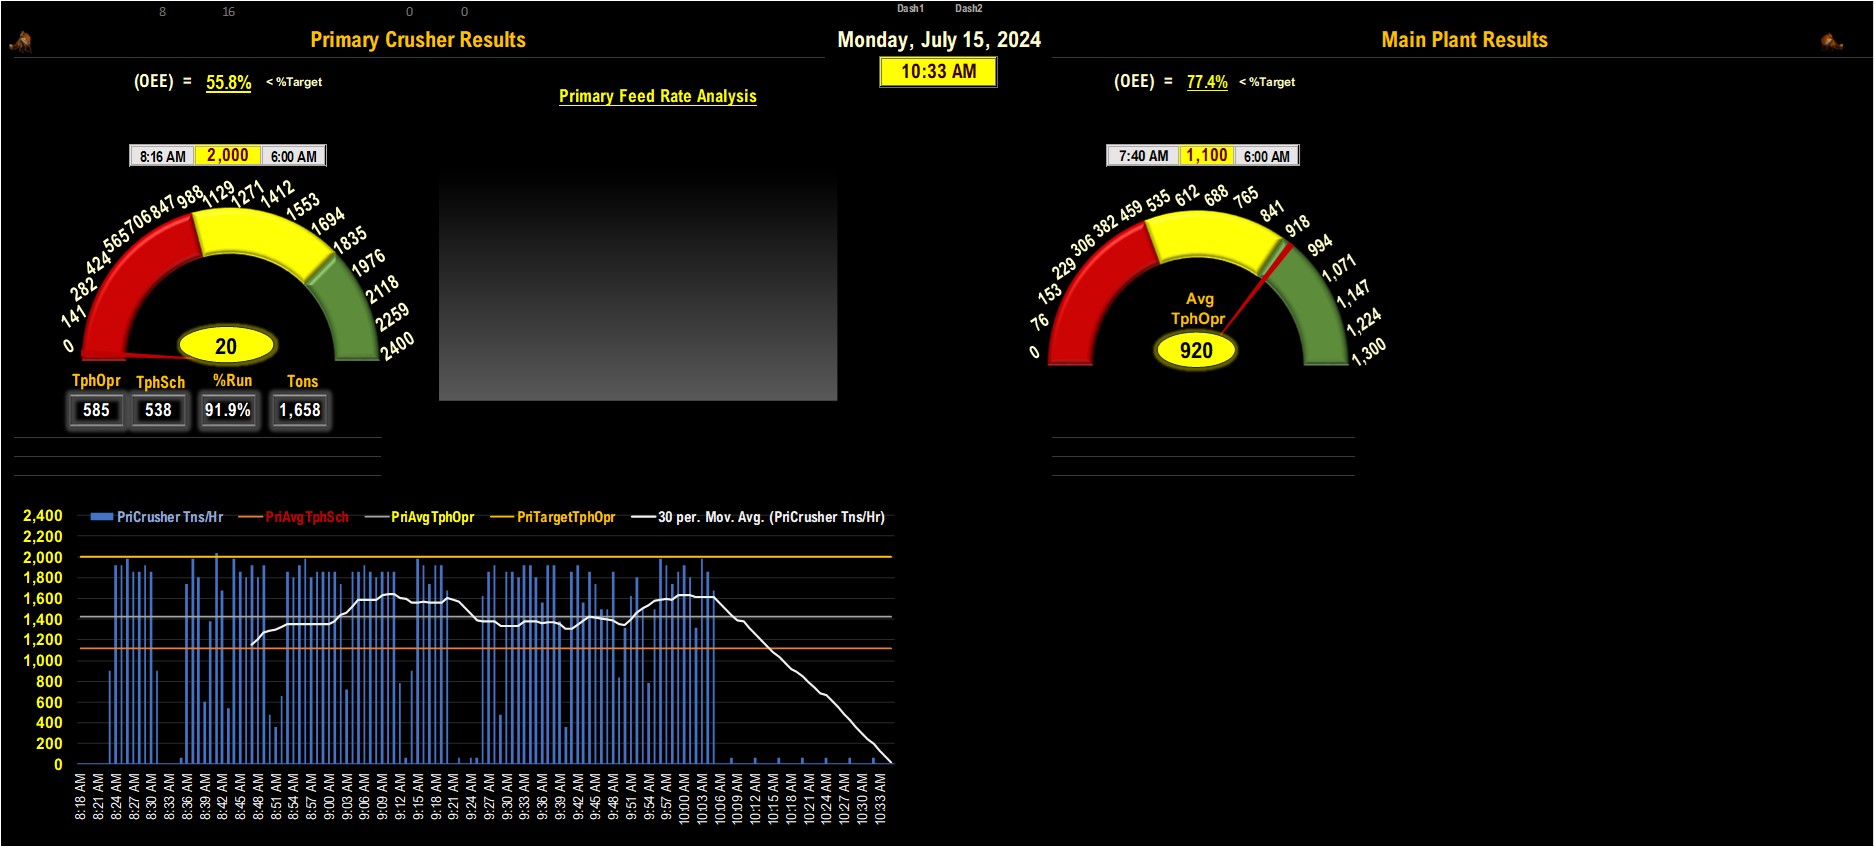 8 16 0 0 Dash1 Dash2
Primary Crusher Results
Monday, July 15, 2024
Main Plant Results
10:33 AM
(OEE) = 55.8% < %Target
Primary Feed Rate Analysis
(OEE) = 77.4% < %Target
8:16 AM 2,000 6:00 AM
7:40 AM 1,100 6:00 AM
0 141 282 424 565 706 847 988 1129 1271 1412 1553 1694 1835 1976 2118 2259 2400
20
0 76 153 229 306 382 459 535 612 688 765 841 918 994 1,071 1,147 1,224 1,300
Avg
TphOpr
920
TphOpr TphSch %Run Tons
585 538 91.9% 1,658
PriCrusher Tns/Hr PriAvgTphSch PriAvgTphOpr PriTargetTphOpr 30 per. Mov. Avg. (PriCrusher Tns/Hr)
2,400
2,200
2,000
1,800
1,600
1,400
1,200
1,000
800
600
400
200
0
8:18 AM 8:21 AM 8:24 AM 8:27 AM 8:30 AM 8:33 AM 8:36 AM 8:39 AM 8:42 AM 8:45 AM 8:48 AM 8:51 AM 8:54 AM 8:57 AM 9:00 AM 9:03 AM 9:06 AM 9:09 AM 9:12 AM 9:15 AM 9:18 AM 9:21 AM 9:24 AM 9:27 AM 9:30 AM 9:33 AM 9:36 AM 9:39 AM 9:42 AM 9:45 AM 9:48 AM 9:51 AM 9:54 AM 9:57 AM 10:00 AM 10:03 AM 10:06 AM 10:09 AM 10:12 AM 10:15 AM 10:18 AM 10:21 AM 10:24 AM 10:27 AM 10:30 AM 10:33 AM